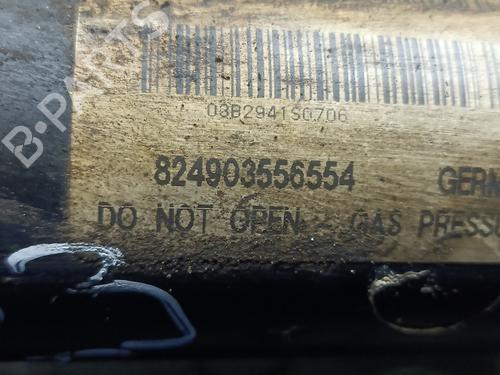 B-PARTS
03B2941S0706
824903556554 GERM
DO NOT OPEN - GAS PRESSU